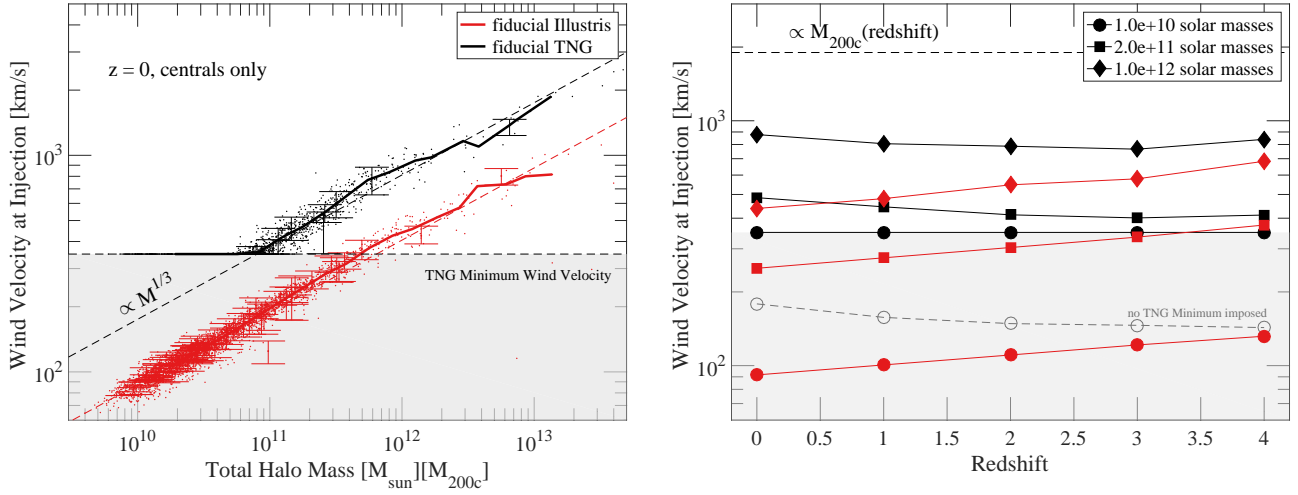 fiducial Illustris
fiducial TNG
z = 0, centrals only
∝ M^{1/3}
TNG Minimum Wind Velocity
Wind Velocity at Injection [km/s]
10^3
10^2
10^10 10^11 10^12 10^13
Total Halo Mass [M_sun][M_200c]
∝ M_200c(redshift)
1.0e+10 solar masses
2.0e+11 solar masses
1.0e+12 solar masses
no TNG Minimum imposed
Wind Velocity at Injection [km/s]
10^3
10^2
0 0.5 1 1.5 2 2.5 3 3.5 4
Redshift